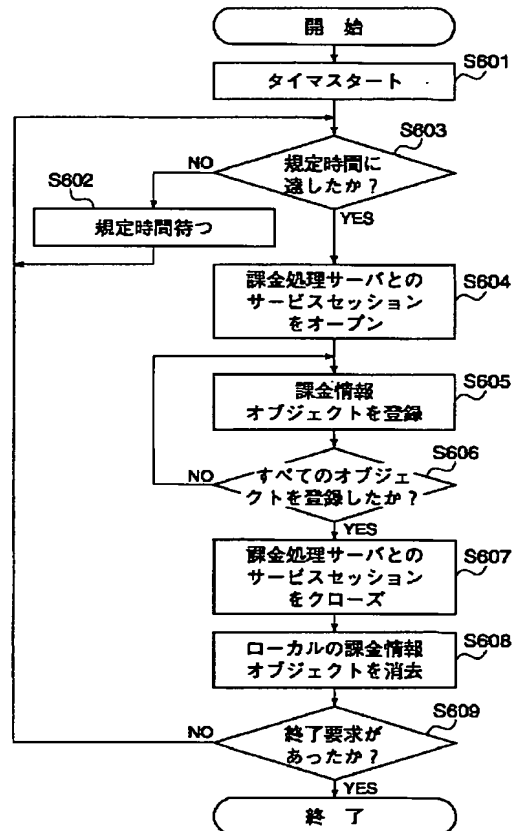 開 始
S601
タイマスタート
S603
NO
規定時間に
達したか?
S602
YES
規定時間待つ
課金処理サーバとの
サービスセッション
をオープン
S604
課金情報
オブジェクトを登録
S605
NO
すべてのオブジェ
クトを登録したか?
S606
YES
課金処理サーバとの
サービスセッション
をクローズ
S607
ローカルの課金情報
オブジェクトを消去
S608
S609
NO
終了要求が
あったか?
YES
終 了